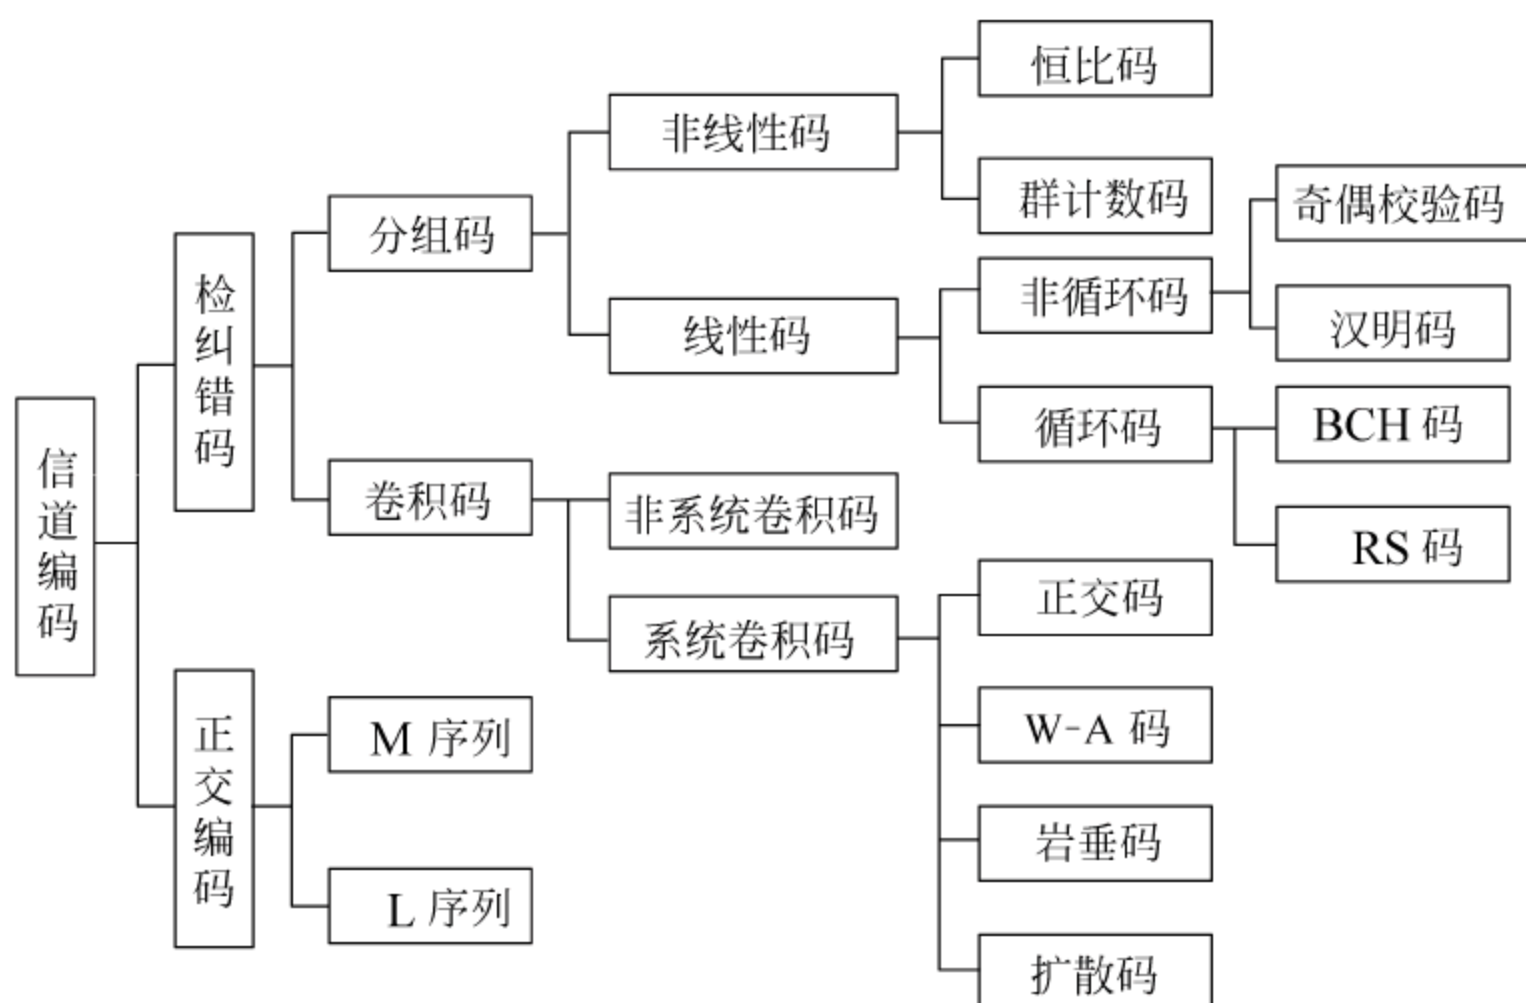 信道编码
检纠错码
分组码
非线性码
恒比码
群计数码
线性码
非循环码
奇偶校验码
汉明码
循环码
BCH 码
RS 码
卷积码
非系统卷积码
系统卷积码
正交码
W-A 码
岩垂码
扩散码
正交编码
M 序列
L 序列